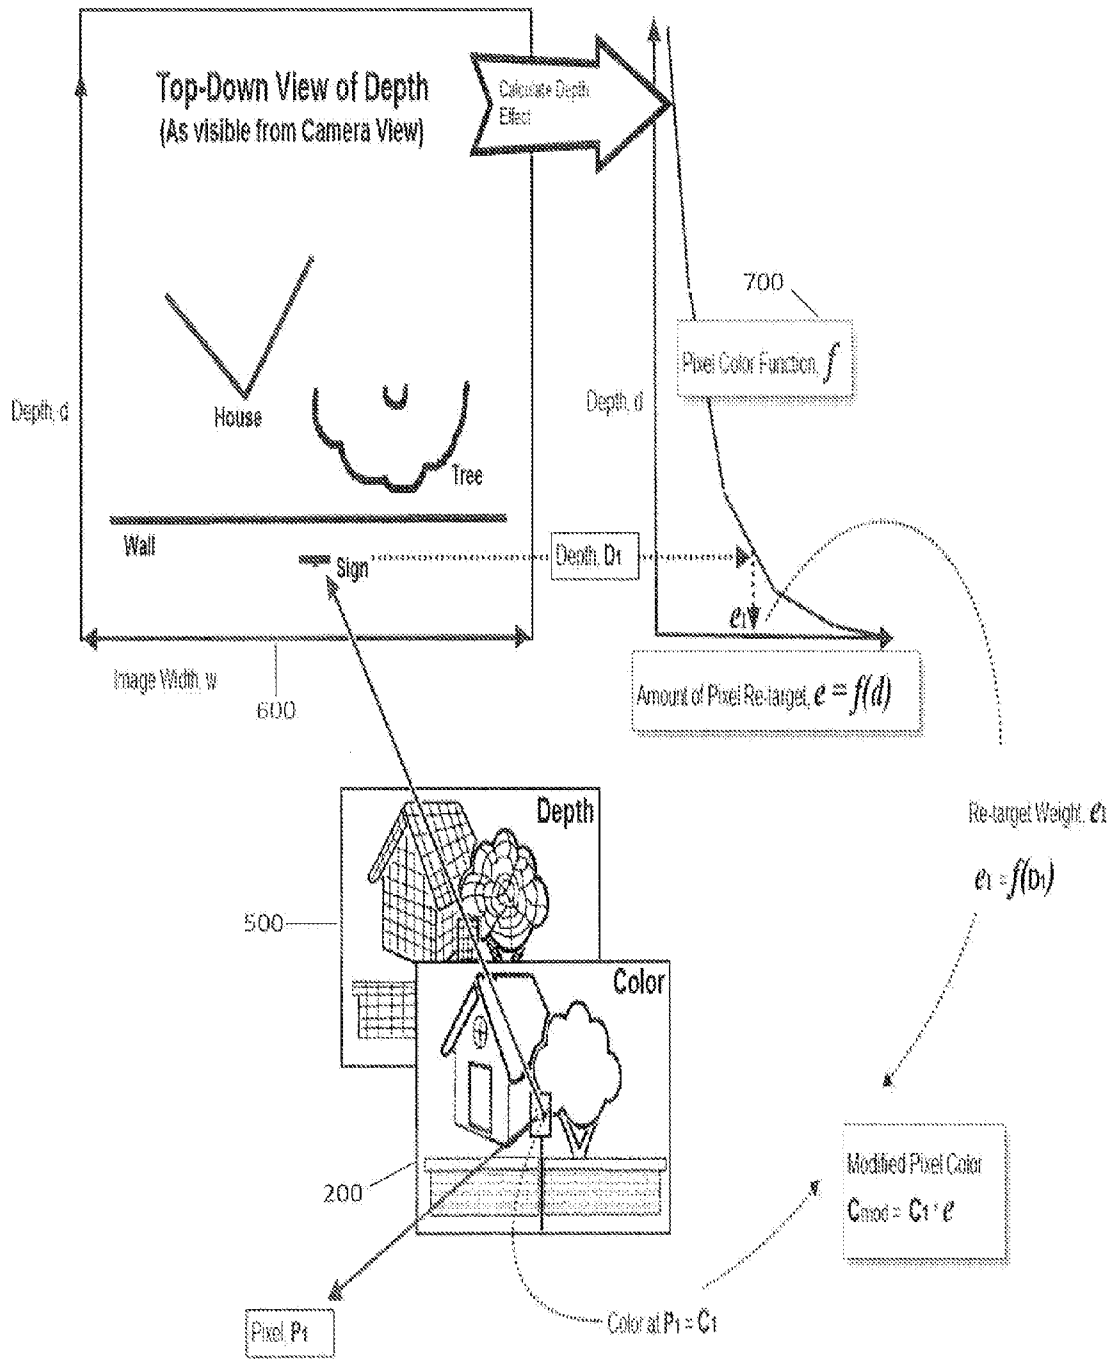 Top-Down View of Depth
(As visible from Camera View)
Calculate Depth
Effect
700
Pixel Color Function, f
Depth, d
Depth, d
House
Tree
Wall
Sign
Depth, D1
e1
Image Width, w
600
Amount of Pixel Re-target, e = f(d)
Depth
Re-target Weight, e1
e1 = f(D1)
500
Color
200
Modified Pixel Color
Cmod = C1 * e
Pixel, P1
Color at P1 = C1